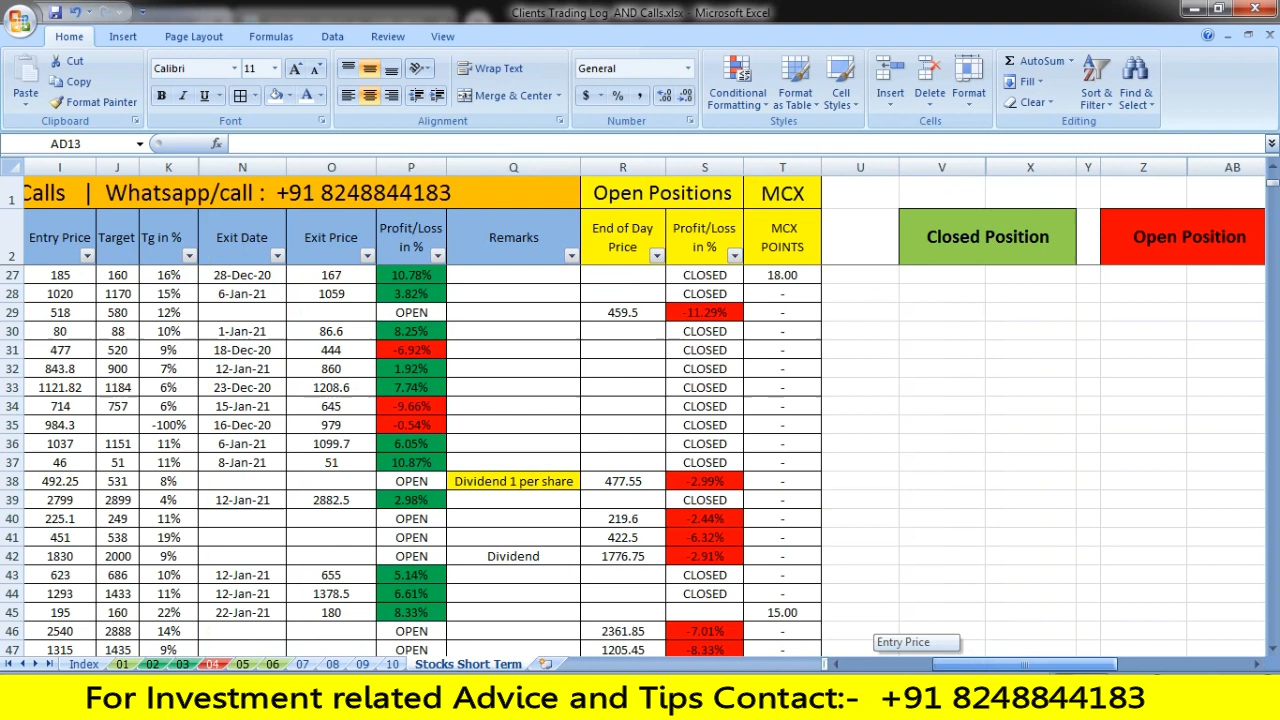 Clients Trading Log  AND Calls.xlsx - Microsoft Excel
Home Insert Page Layout Formulas Data Review View
Paste Cut Copy Format Painter Clipboard
Calibri 11 B I U A Font
Wrap Text Merge & Center Alignment
General $ % , Number
Conditional Formatting Format as Table Cell Styles Styles
Insert Delete Format Cells
Σ AutoSum Fill Clear Sort & Filter Find & Select Editing
AD13 fx
I J K N O P Q R S T U V X Y Z AB
1 Calls | Whatsapp/call : +91 8248844183 Open Positions MCX
2 Entry Price Target Tg in % Exit Date Exit Price Profit/Loss in % Remarks End of Day Price Profit/Loss in % MCX POINTS Closed Position Open Position
27 185 160 16% 28-Dec-20 167 10.78% CLOSED 18.00
28 1020 1170 15% 6-Jan-21 1059 3.82% CLOSED -
29 518 580 12% OPEN 459.5 -11.29% -
30 80 88 10% 1-Jan-21 86.6 8.25% CLOSED -
31 477 520 9% 18-Dec-20 444 -6.92% CLOSED -
32 843.8 900 7% 12-Jan-21 860 1.92% CLOSED -
33 1121.82 1184 6% 23-Dec-20 1208.6 7.74% CLOSED -
34 714 757 6% 15-Jan-21 645 -9.66% CLOSED -
35 984.3 -100% 16-Dec-20 979 -0.54% CLOSED -
36 1037 1151 11% 6-Jan-21 1099.7 6.05% CLOSED -
37 46 51 11% 8-Jan-21 51 10.87% CLOSED -
38 492.25 531 8% OPEN Dividend 1 per share 477.55 -2.99% -
39 2799 2899 4% 12-Jan-21 2882.5 2.98% CLOSED -
40 225.1 249 11% OPEN 219.6 -2.44% -
41 451 538 19% OPEN 422.5 -6.32% -
42 1830 2000 9% OPEN Dividend 1776.75 -2.91% -
43 623 686 10% 12-Jan-21 655 5.14% CLOSED -
44 1293 1433 11% 12-Jan-21 1378.5 6.61% CLOSED -
45 195 160 22% 22-Jan-21 180 8.33% 15.00
46 2540 2888 14% OPEN 2361.85 -7.01% -
47 1315 1435 9% OPEN 1205.45 -8.33% -
Entry Price
Index 01 02 03 04 05 06 07 08 09 10 Stocks Short Term
For Investment related Advice and Tips Contact:- +91 8248844183